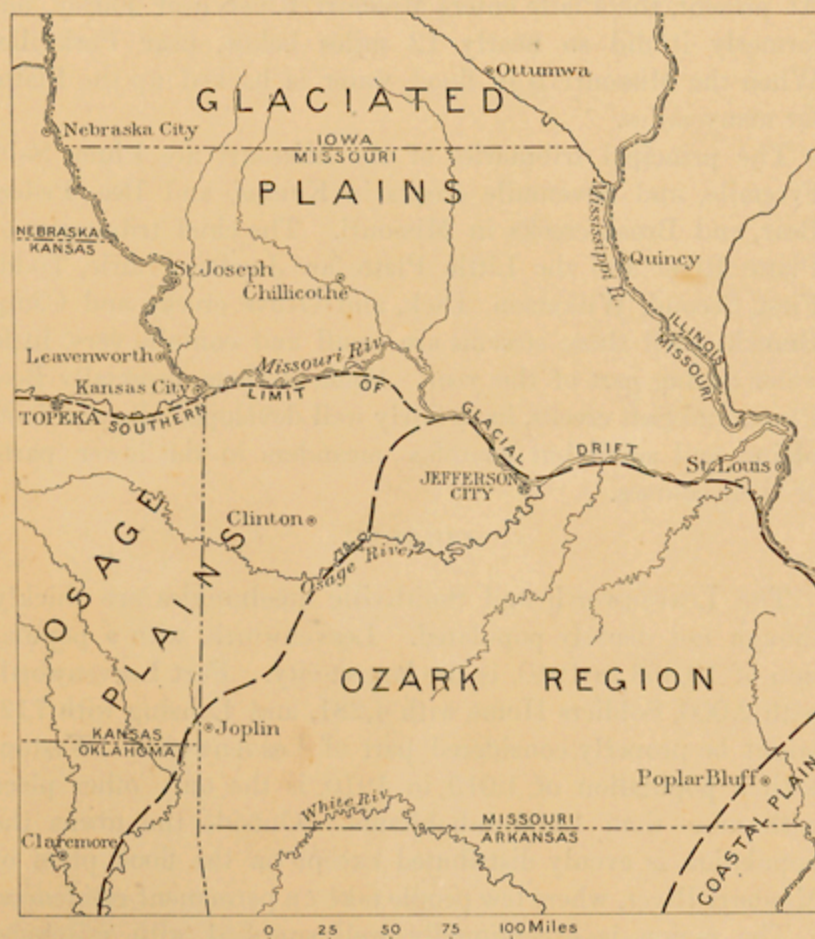 Ottumwa
GLACIATED
Nebraska City
IOWA
MISSOURI
PLAINS
Mississippi R.
NEBRASKA
KANSAS
Quincy
St. Joseph
Chillicothe
ILLINOIS
MISSOURI
Leavenworth
Missouri Riv.
Kansas City
LIMIT OF
TOPEKA
SOUTHERN
GLACIAL
DRIFT
St. Louis
JEFFERSON
CITY
OSAGE
Clinton
PLAINS
Osage River
OZARK REGION
Joplin
KANSAS
OKLAHOMA
Poplar Bluff
White Riv.
MISSOURI
ARKANSAS
COASTAL PLAIN
Claremore
0 25 50 75 100 Miles